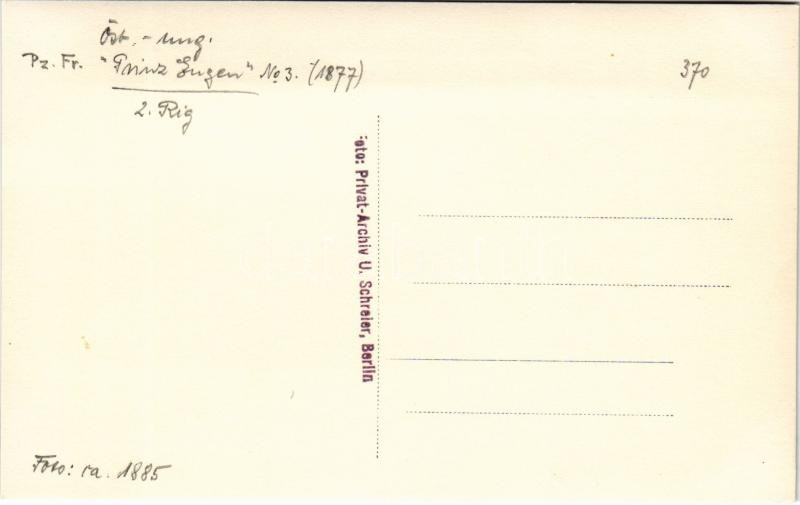 Öst.-ung.
Pz. Fr. "Prinz Eugen" No 3. (1877)
2. Rig
370
Foto: Privat-Archiv U. Schreier, Berlin
Foto: ca. 1885